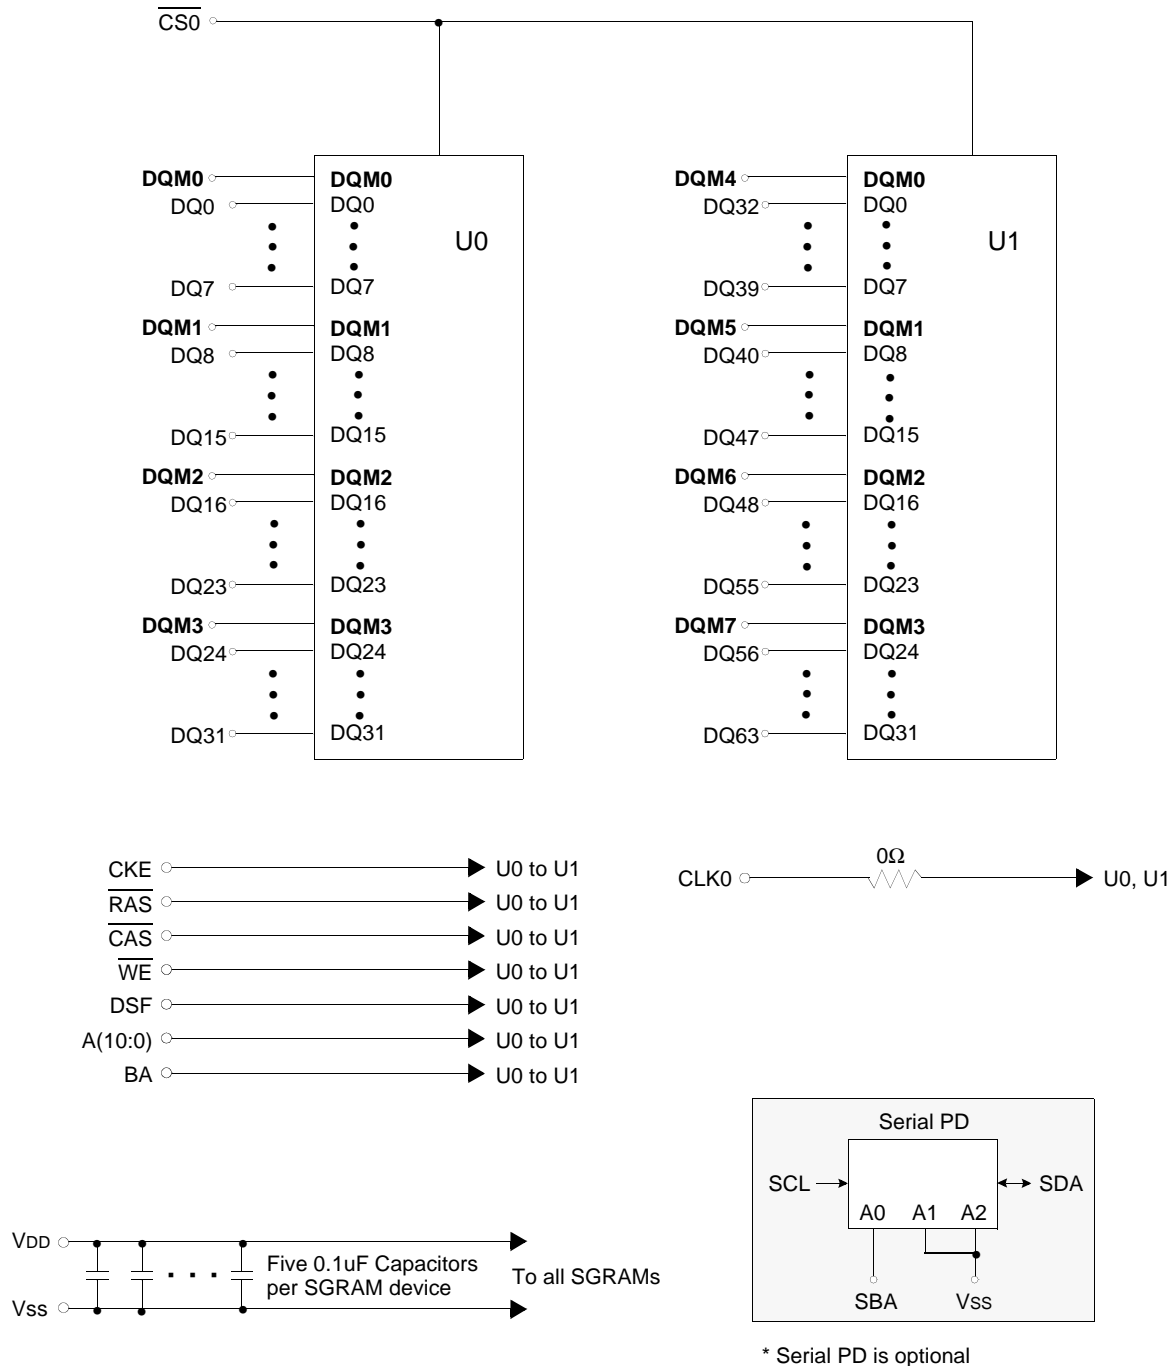 CS0
DQM0 DQM0
DQ0 DQ0
U0
DQ7 DQ7
DQM1 DQM1
DQ8 DQ8
DQ15 DQ15
DQM2 DQM2
DQ16 DQ16
DQ23 DQ23
DQM3 DQM3
DQ24 DQ24
DQ31 DQ31
DQM4 DQM0
DQ32 DQ0
U1
DQ39 DQ7
DQM5 DQM1
DQ40 DQ8
DQ47 DQ15
DQM6 DQM2
DQ48 DQ16
DQ55 DQ23
DQM7 DQM3
DQ56 DQ24
DQ63 DQ31
CKE U0 to U1
RAS U0 to U1
CAS U0 to U1
WE U0 to U1
DSF U0 to U1
A(10:0) U0 to U1
BA U0 to U1
0Ω
CLK0 U0, U1
Serial PD
SCL SDA
A0 A1 A2
SBA Vss
* Serial PD is optional
VDD
Vss
Five 0.1uF Capacitors
per SGRAM device
To all SGRAMs